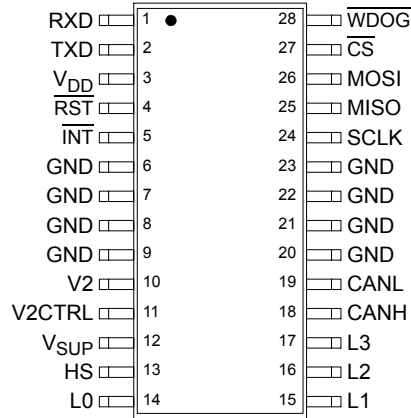 RXD 1 28 WDOG
TXD 2 27 CS
VDD 3 26 MOSI
RST 4 25 MISO
INT 5 24 SCLK
GND 6 23 GND
GND 7 22 GND
GND 8 21 GND
GND 9 20 GND
V2 10 19 CANL
V2CTRL 11 18 CANH
VSUP 12 17 L3
HS 13 16 L2
L0 14 15 L1